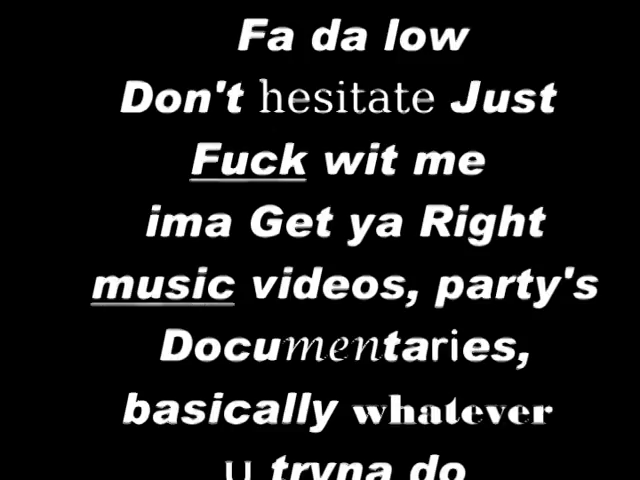 Fa da low
Don't hesitate Just
Fuck wit me
ima Get ya Right
music videos, party's
Documentaries,
basically whatever
u tryna do